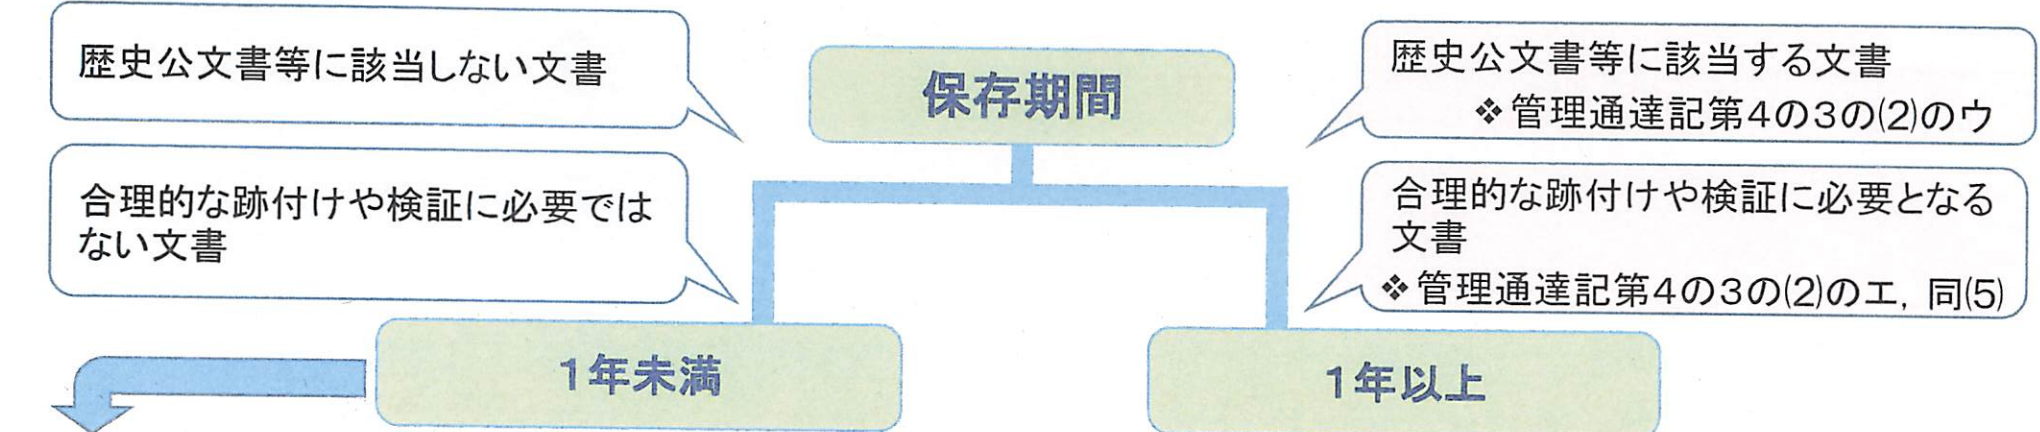 歴史公文書等に該当しない文書
保存期間
歴史公文書等に該当する文書
❖管理通達記第4の3の(2)のウ
合理的な跡付けや検証に必要では
ない文書
合理的な跡付けや検証に必要となる
文書
❖管理通達記第4の3の(2)のエ，同(5)
1年未満
1年以上